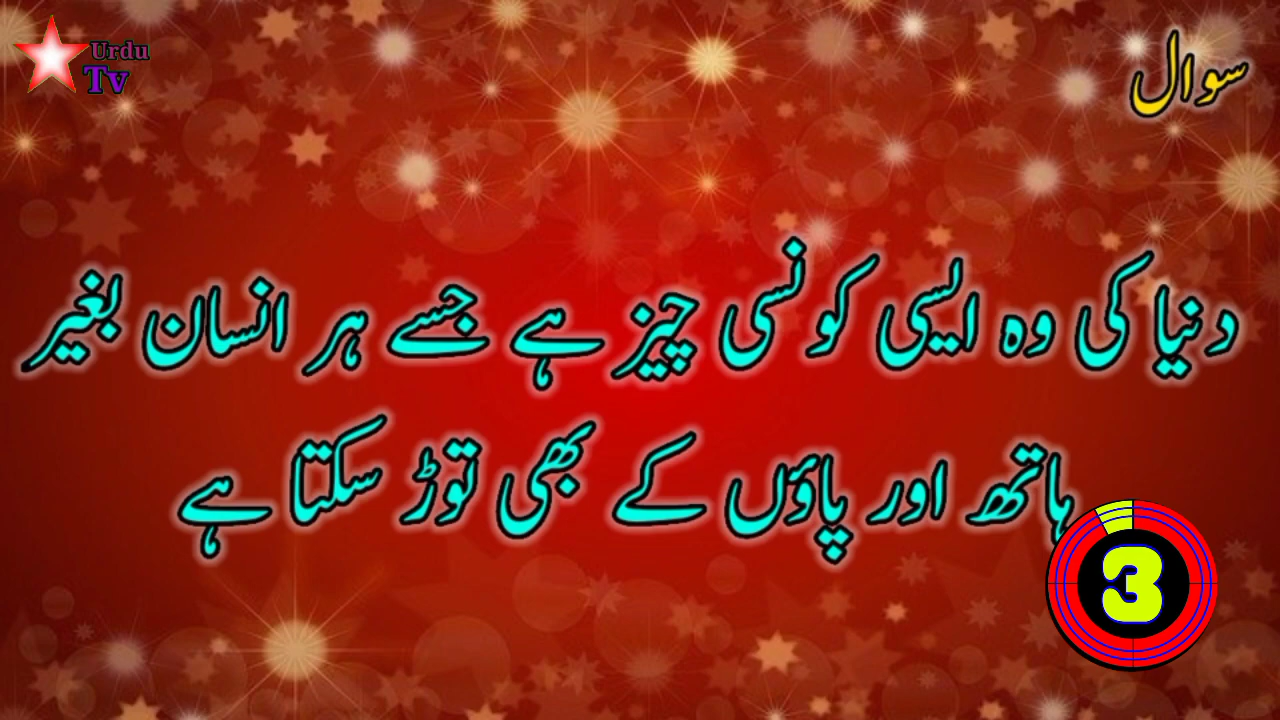 Urdu
Tv
سوال
دنیا کی وہ ایسی کونسی چیز ہے جسے ہر انسان بغیر
ہاتھ اور پاؤں کے بھی توڑ سکتا ہے
3